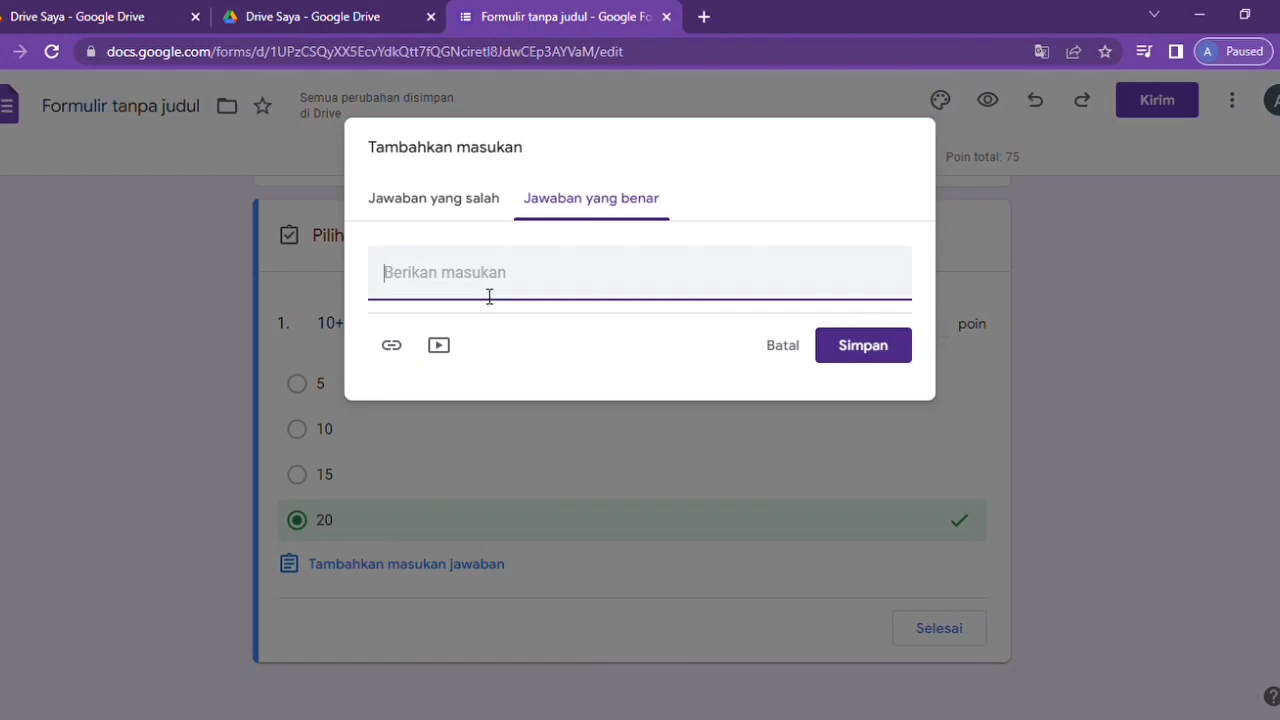 Drive Saya - Google Drive
Drive Saya - Google Drive
Formulir tanpa judul - Google Fo
docs.google.com/forms/d/1UPzCSQyXX5EcvYdkQtt7fQGNciretl8JdwCEp3AYVaM/edit
A Paused
Formulir tanpa judul
Semua perubahan disimpan
di Drive
Kirim
A
Poin total: 75
Tambahkan masukan
Jawaban yang salah
Jawaban yang benar
Berikan masukan
Batal
Simpan
Pilih
1. 10+
poin
5
10
15
20
Tambahkan masukan jawaban
Selesai
?